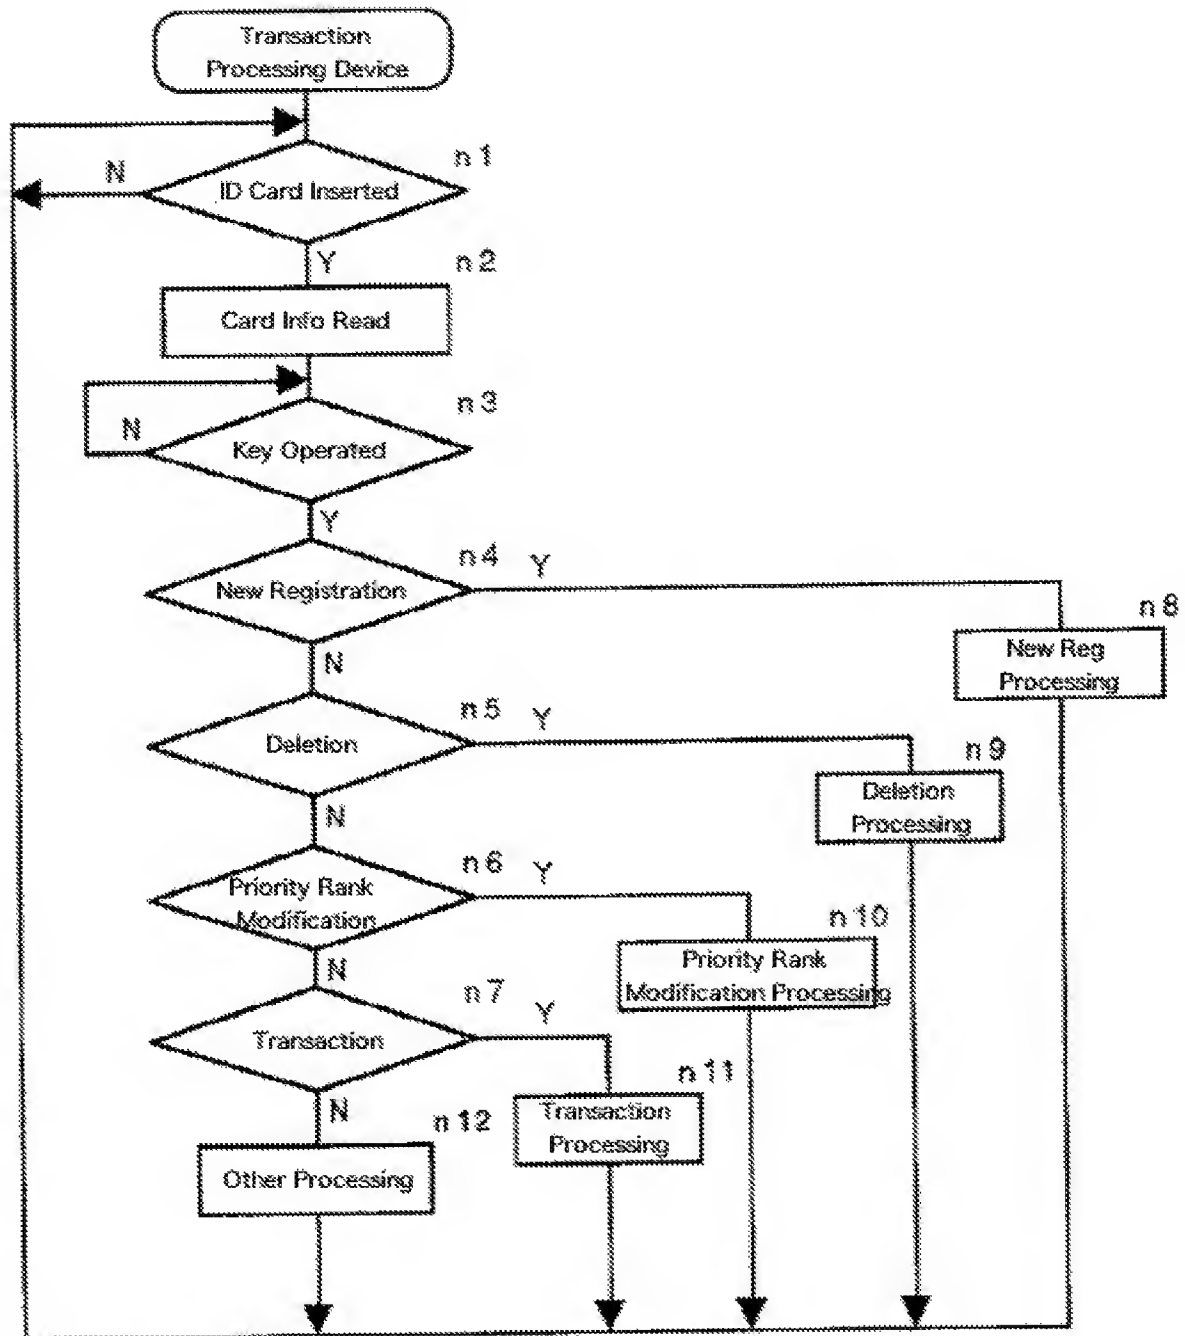 Transaction
Processing Device
N
n 1
ID Card Inserted
Y
n 2
Card Info Read
n 3
N
Key Operated
Y
n 4
Y
New Registration
n 8
New Reg
Processing
N
n 5
Y
Deletion
n 9
Deletion
Processing
N
n 6
Y
Priority Rank
Modification
n 10
Priority Rank
Modification Processing
N
n 7
Y
Transaction
n 11
Transaction
Processing
N
n 12
Other Processing